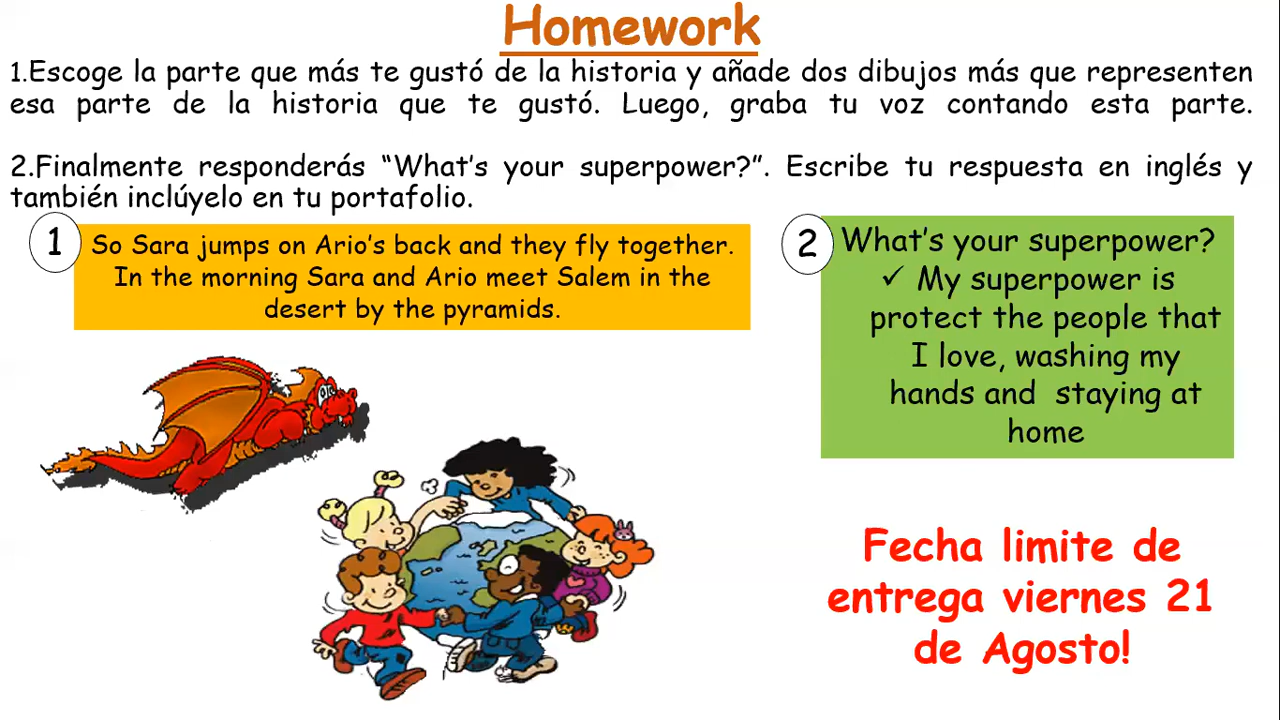 Homework
1.Escoge la parte que más te gustó de la historia y añade dos dibujos más que representen
esa parte de la historia que te gustó. Luego, graba tu voz contando esta parte.
2.Finalmente responderás “What’s your superpower?”. Escribe tu respuesta en inglés y
también inclúyelo en tu portafolio.
1
So Sara jumps on Ario’s back and they fly together.
In the morning Sara and Ario meet Salem in the
desert by the pyramids.
2
What’s your superpower?
✓ My superpower is
protect the people that
I love, washing my
hands and staying at
home
Fecha limite de
entrega viernes 21
de Agosto!